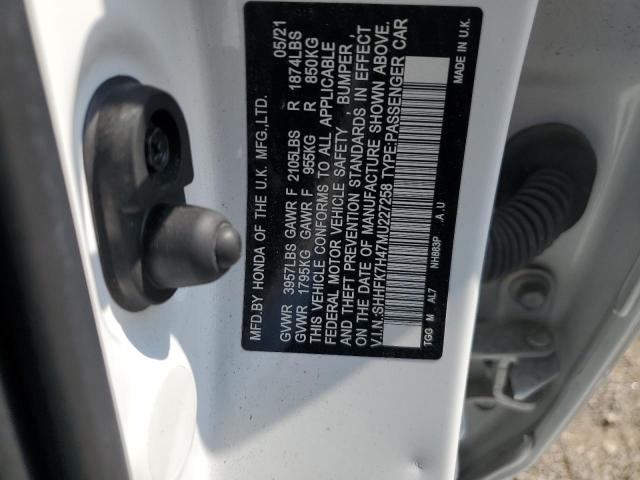 MFD.BY HONDA OF THE U.K. MFG.,LTD. 05/21
GVWR 3957LBS GAWR F 2105LBS R 1874LBS
GVWR 1795KG GAWR F 955KG R 850KG
THIS VEHICLE CONFORMS TO ALL APPLICABLE
FEDERAL MOTOR VEHICLE SAFETY, BUMPER,
AND THEFT PREVENTION STANDARDS IN EFFECT
ON THE DATE OF MANUFACTURE SHOWN ABOVE.
V.I.N.:SHHFK7H47MU227258 TYPE:PASSENGER CAR
TGG M AL7 NH883P .A.U MADE IN U.K.